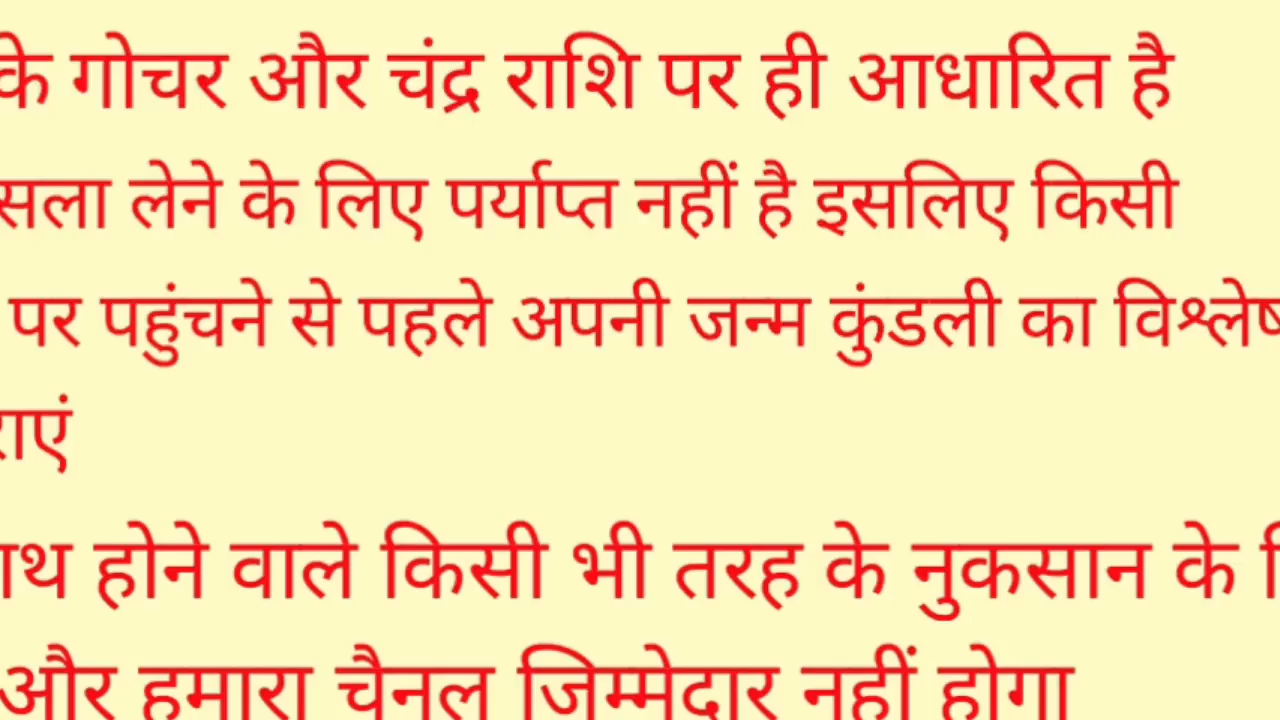 के गोचर और चंद्र राशि पर ही आधारित है
लेने के लिए पर्याप्त नहीं है इसलिए किसी
पर पहुंचने से पहले अपनी जन्म कुंडली का
होने वाले किसी भी तरह के नुकसान के
और हमारा चैनल जिम्मेदार नहीं होगा